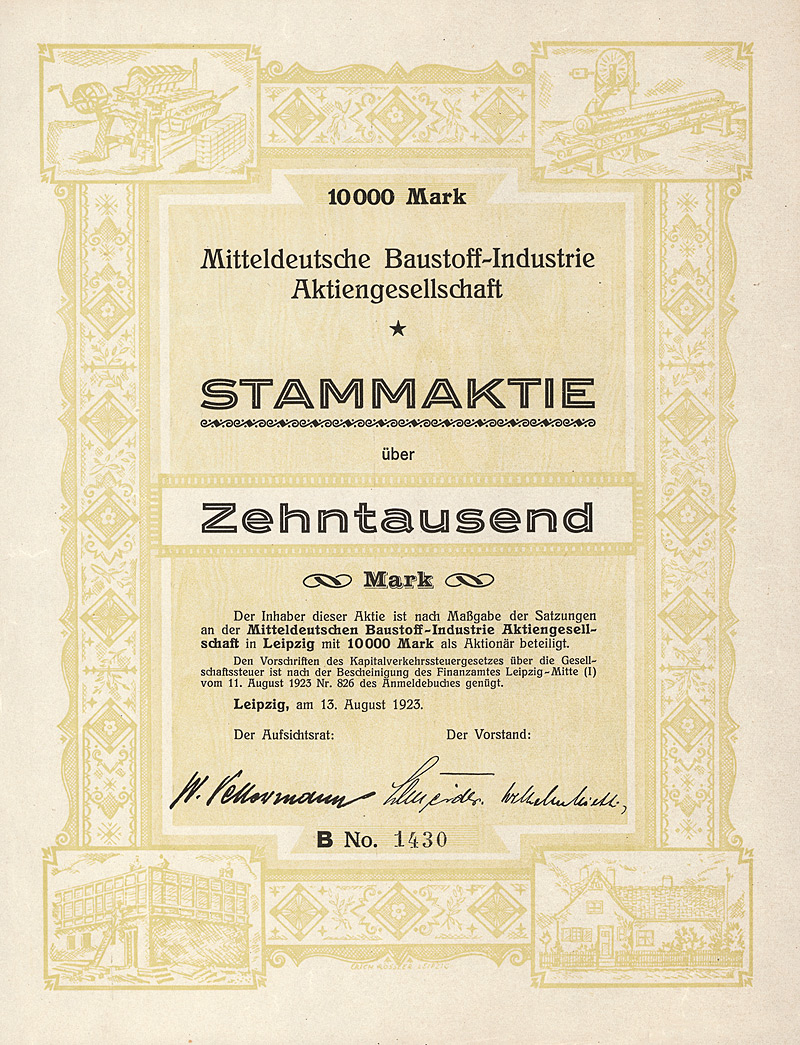 10000 Mark
Mitteldeutsche Baustoff-Industrie
Aktiengesellschaft
★
STAMMAKTIE
über
Zehntausend
Mark
Der Inhaber dieser Aktie ist nach Maßgabe der Satzungen
an der Mitteldeutschen Baustoff-Industrie Aktiengesell-
schaft in Leipzig mit 10000 Mark als Aktionär beteiligt.
Den Vorschriften des Kapitalverkehrssteuergesetzes über die Gesell-
schaftssteuer ist nach der Bescheinigung des Finanzamtes Leipzig-Mitte (I)
vom 11. August 1923 Nr. 826 des Anmeldebuches genügt.
Leipzig, am 13. August 1923.
Der Aufsichtsrat: Der Vorstand:
W.
B No. 1430
LEIPZIG